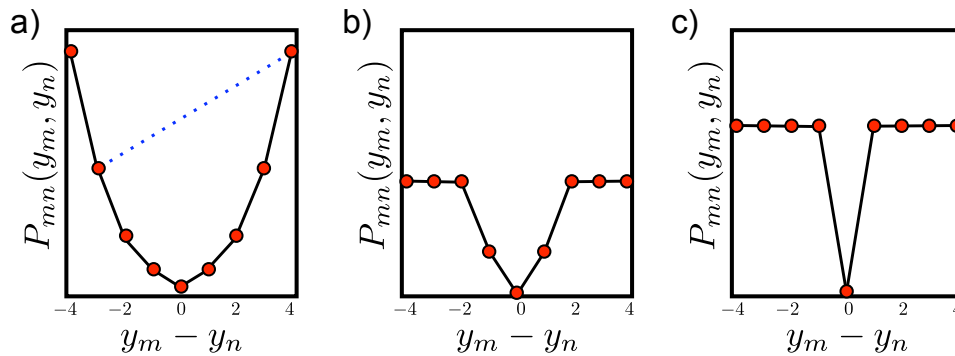 a)
P_{mn}(y_m, y_n)
−4 −2 0 2 4
y_m − y_n
b)
P_{mn}(y_m, y_n)
−4 −2 0 2 4
y_m − y_n
c)
P_{mn}(y_m, y_n)
−4 −2 0 2 4
y_m − y_n